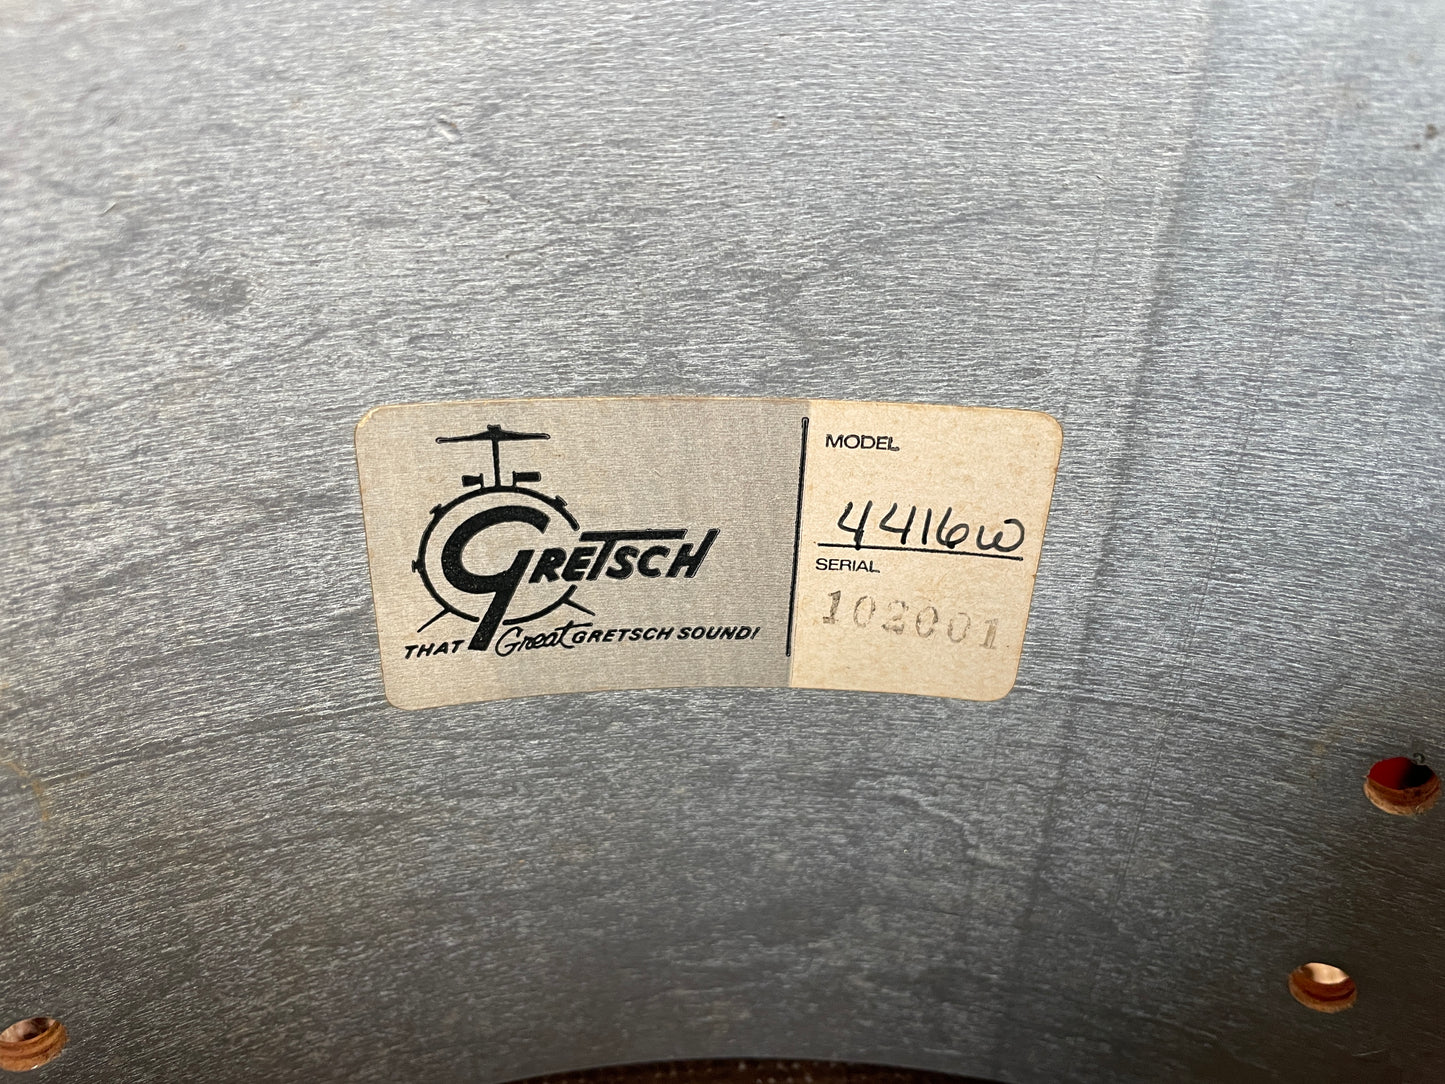 GRETSCH
THAT Great GRETSCH SOUND!
MODEL
4416W
SERIAL
102001